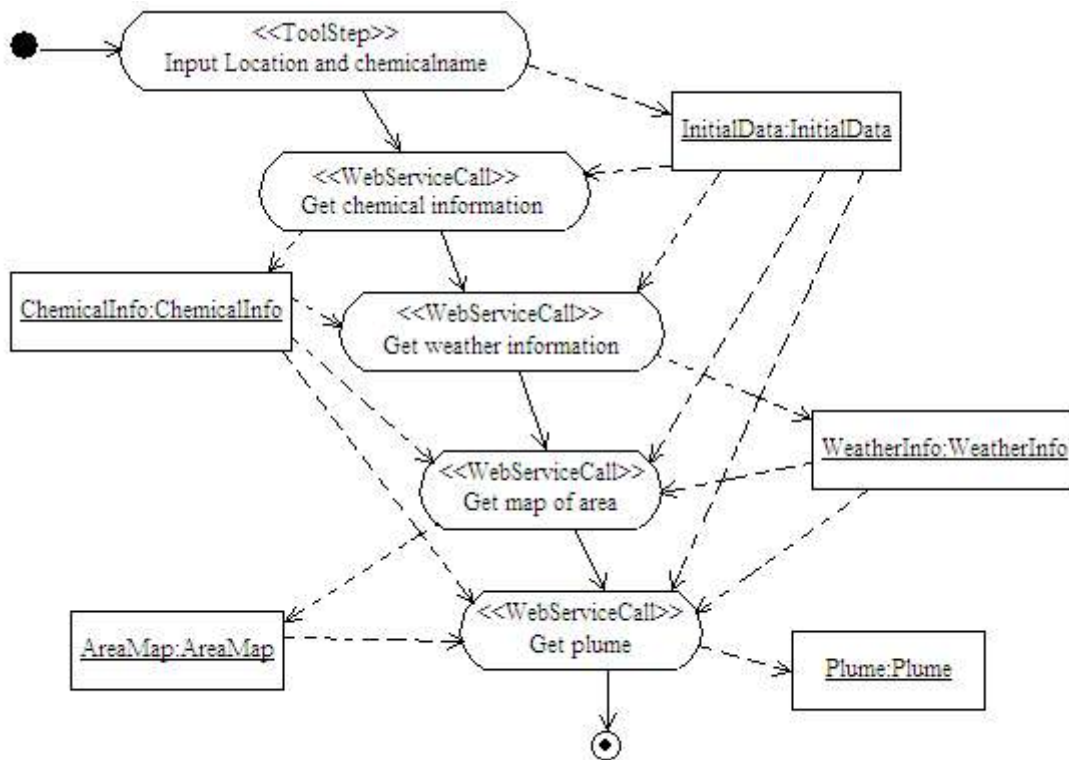 <<ToolStep>>
Input Location and chemicalname
InitialData:InitialData
<<WebServiceCall>>
Get chemical information
ChemicalInfo:ChemicalInfo
<<WebServiceCall>>
Get weather information
WeatherInfo:WeatherInfo
<<WebServiceCall>>
Get map of area
<<WebServiceCall>>
Get plume
AreaMap:AreaMap
Plume:Plume